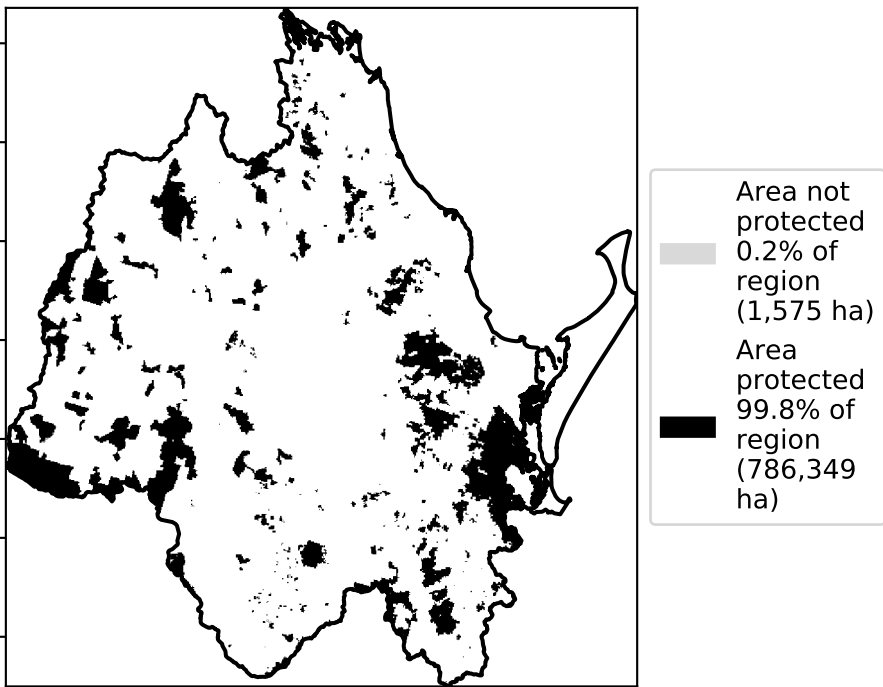 Area not
protected
0.2% of
region
(1,575 ha)
Area
protected
99.8% of
region
(786,349
ha)